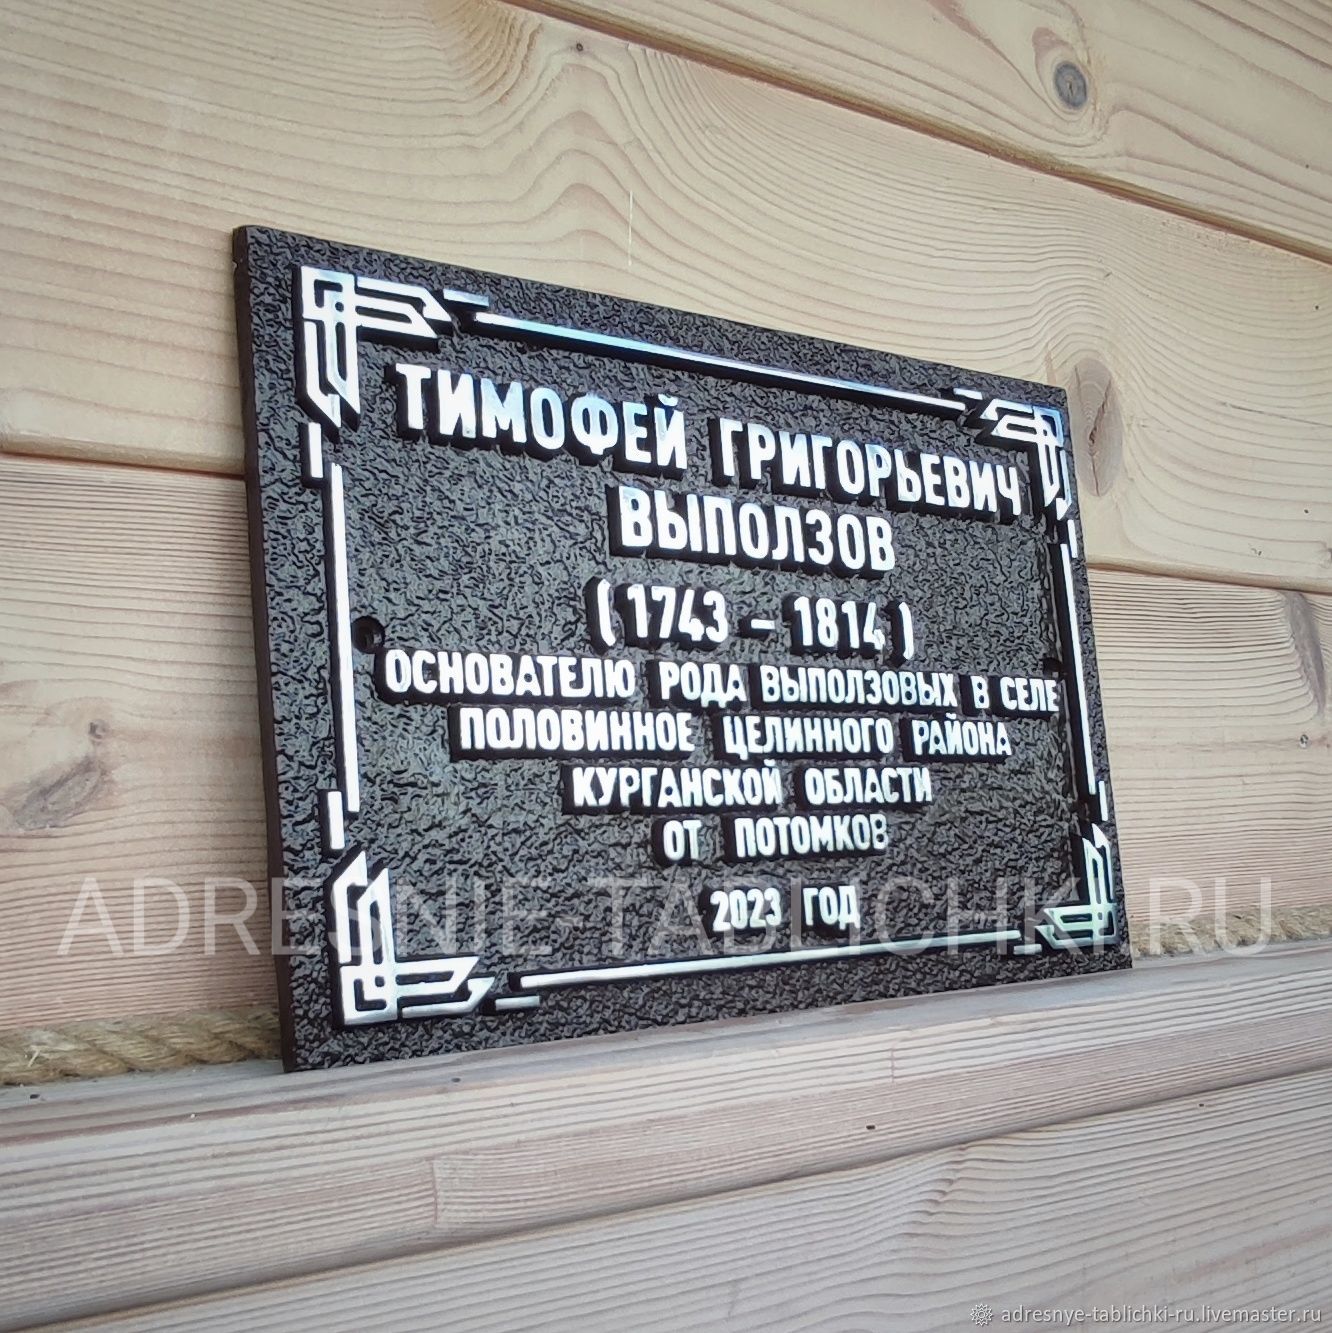 ТИМОФЕЙ ГРИГОРЬЕВИЧ
ВЫПОЛЗОВ
(1743 – 1814)
ОСНОВАТЕЛЮ РОДА ВЫПОЛЗОВЫХ В СЕЛЕ
ПОЛОВИННОЕ ЦЕЛИННОГО РАЙОНА
КУРГАНСКОЙ ОБЛАСТИ
ОТ ПОТОМКОВ
2023 ГОД
ADRESNIE-TABLICHKI.RU
adresnye-tablichki-ru.livemaster.ru